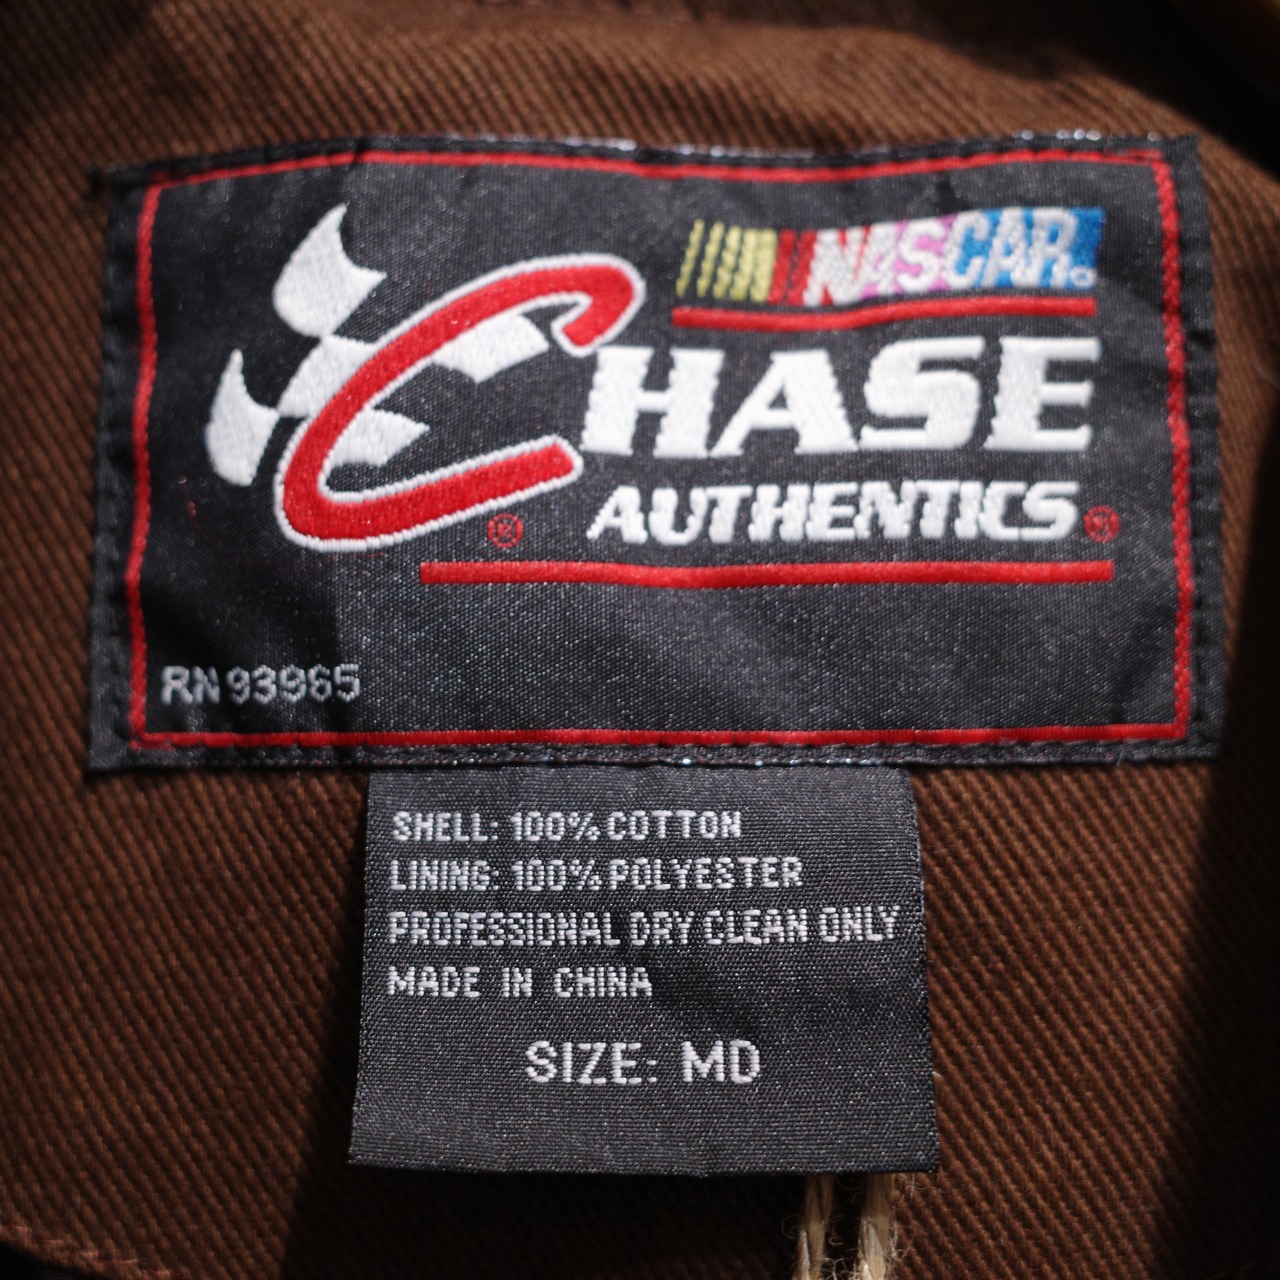 NASCAR
CHASE
AUTHENTICS®
RN 93965
SHELL: 100% COTTON
LINING: 100% POLYESTER
PROFESSIONAL DRY CLEAN ONLY
MADE IN CHINA
SIZE: MD